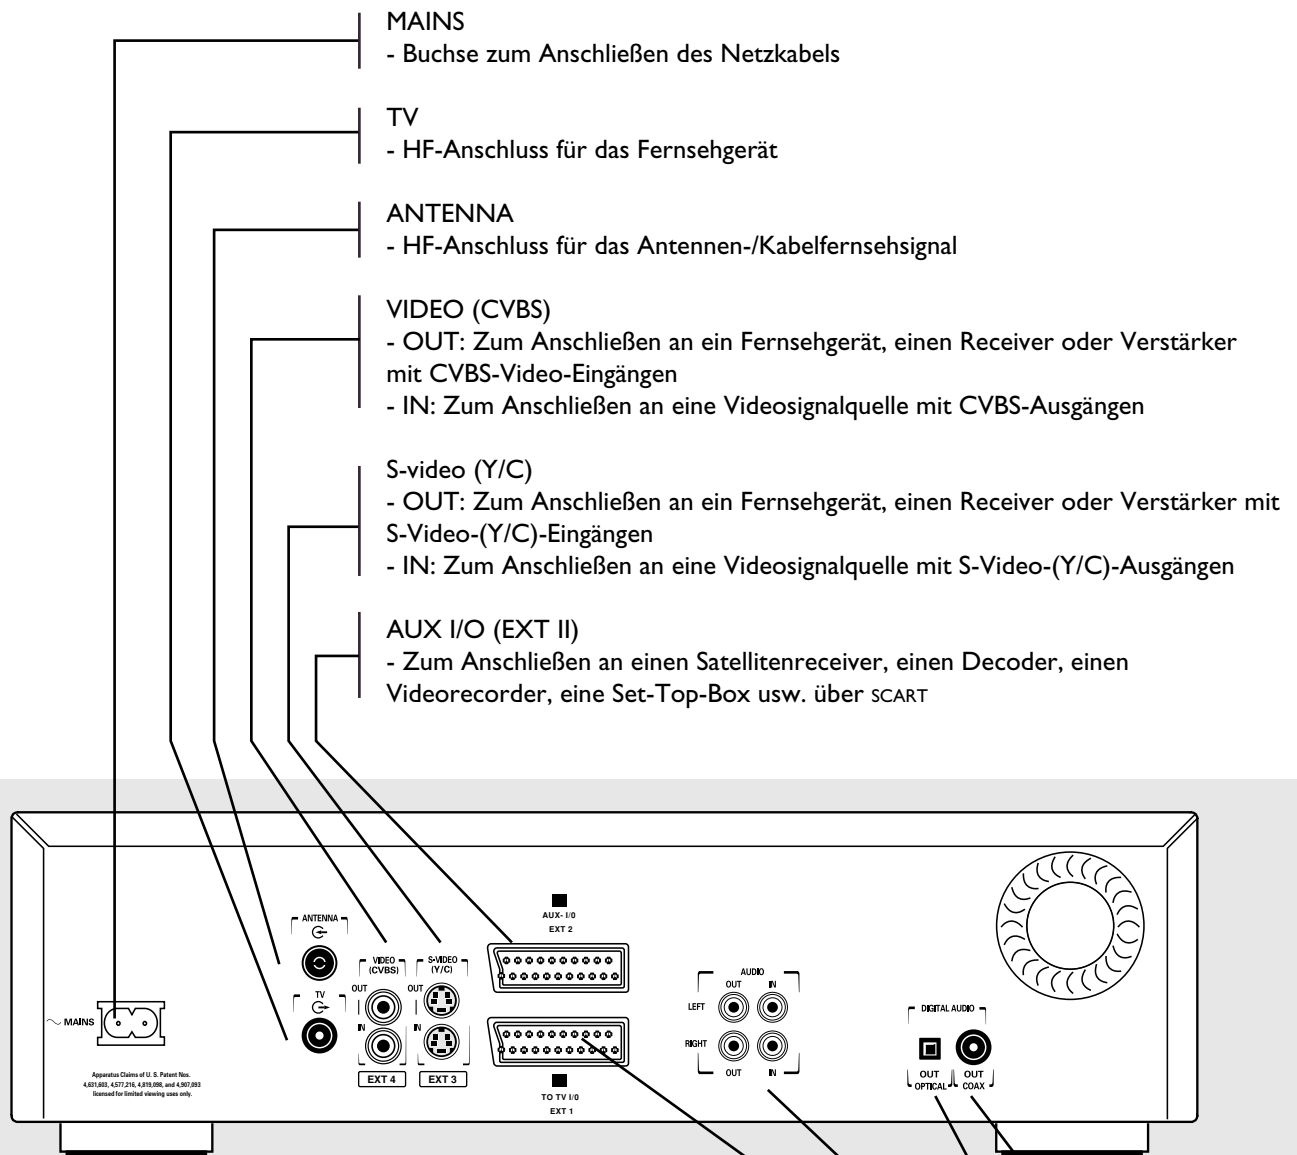 MAINS
- Buchse zum Anschließen des Netzkabels
TV
- HF-Anschluss für das Fernsehgerät
ANTENNA
- HF-Anschluss für das Antennen-/Kabelfernsehsignal
VIDEO (CVBS)
- OUT: Zum Anschließen an ein Fernsehgerät, einen Receiver oder Verstärker
mit CVBS-Video-Eingängen
- IN: Zum Anschließen an eine Videosignalquelle mit CVBS-Ausgängen
S-video (Y/C)
- OUT: Zum Anschließen an ein Fernsehgerät, einen Receiver oder Verstärker mit
S-Video-(Y/C)-Eingängen
- IN: Zum Anschließen an eine Videosignalquelle mit S-Video-(Y/C)-Ausgängen
AUX I/O (EXT II)
- Zum Anschließen an einen Satellitenreceiver, einen Decoder, einen
Videorecorder, eine Set-Top-Box usw. über SCART
~ MAINS
Apparatus Claims of U. S. Patent Nos.
4,631,603, 4,577,216, 4,819,098, and 4,907,093
licensed for limited viewing uses only.
ANTENNA
TV
VIDEO
(CVBS)
OUT
IN
EXT 4
S-VIDEO
(Y/C)
OUT
IN
EXT 3
AUX- I/0
EXT 2
TO TV I/0
EXT 1
AUDIO
OUT IN
LEFT
RIGHT
OUT IN
DIGITAL AUDIO
OUT OUT
OPTICAL COAX